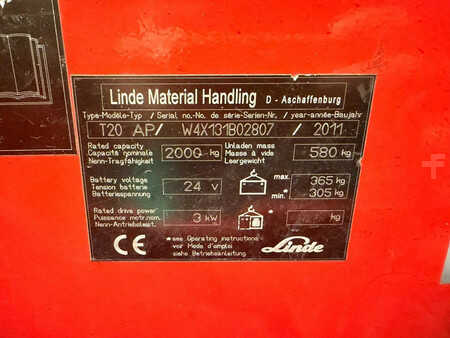 Linde Material Handling D - Aschaffenburg
Type-Modèle-Typ / Serial no.-No. de série-Serien-Nr. / year-année-Baujahr
T20 AP/ W4X131B02807 / 2011
Rated capacity
Capacité nominale
Nenn-Tragfähigkeit
2000 kg
Unladen mass
Masse à vide
Leergewicht
580 kg
Battery voltage
Tension batterie
Batteriespannung
24 V
max. 365 kg
min.* 305 kg
Rated drive power
Puissance motr.nom.
Nenn-Antriebsleist.
3 kW
kg
CE
*see Operating instructions
voir Mode d'emploi
siehe Betriebsanleitung
Linde